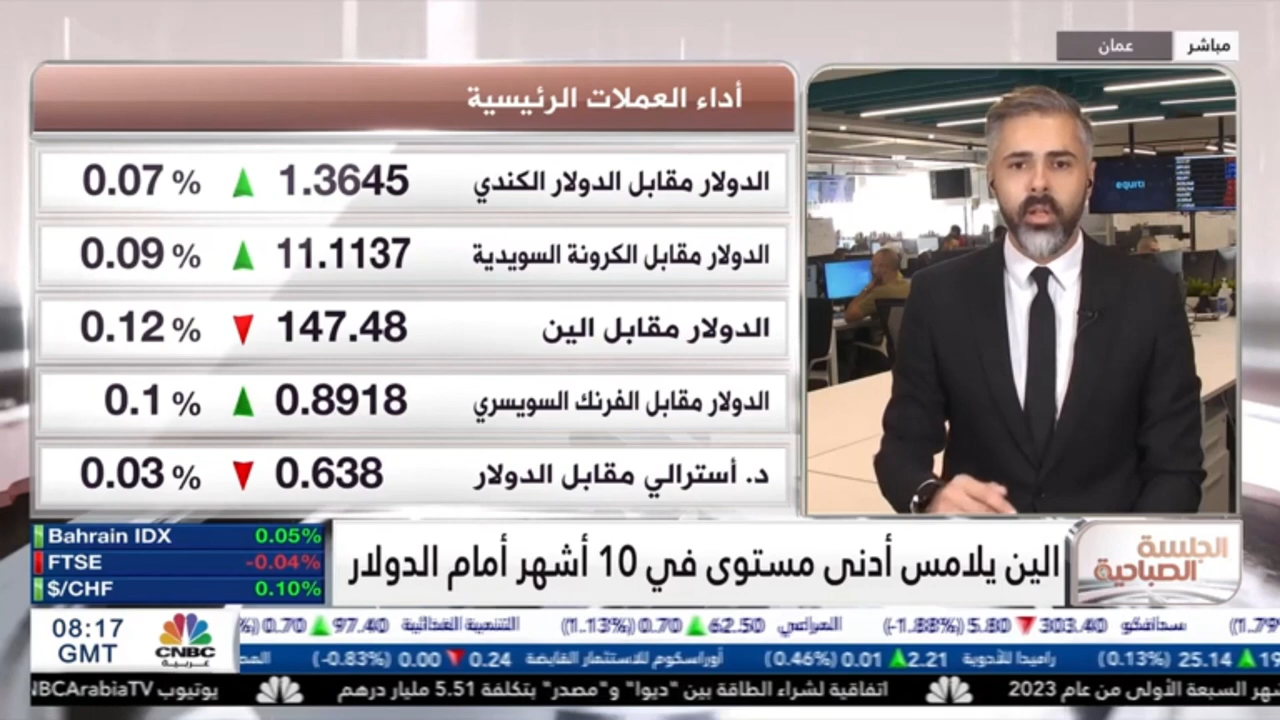 مباشر عمان
أداء العملات الرئيسية
الدولار مقابل الدولار الكندي 1.3645 ▲ 0.07 %
الدولار مقابل الكرونة السويدية 11.1137 ▲ 0.09 %
الدولار مقابل الين 147.48 ▼ 0.12 %
الدولار مقابل الفرنك السويسري 0.8918 ▲ 0.1 %
د. أسترالي مقابل الدولار 0.638 ▼ 0.03 %
equiti
الجلسة
الصباحية
الين يلامس أدنى مستوى في 10 أشهر أمام الدولار
Bahrain IDX 0.05%
FTSE -0.04%
$/CHF 0.10%
08:17
GMT
CNBC
عربية
سدافكو 303.40 ▼ 5.80 (-1.88%) المراعي 62.50 ▲ 0.70 (1.13%) التنمية الغذائية 97.40 ▲ 0.70
25.14 (0.13%) راميدا للأدوية 2.21 ▲ 0.01 (0.46%) أوراسكوم للاستثمار القابضة 0.24 ▼ 0.00 (-0.83%)
السبعة الأولى من عام 2023 اتفاقية لشراء الطاقة بين "ديوا" و"مصدر" بتكلفة 5.51 مليار درهم يوتيوب NBCArabiaTV